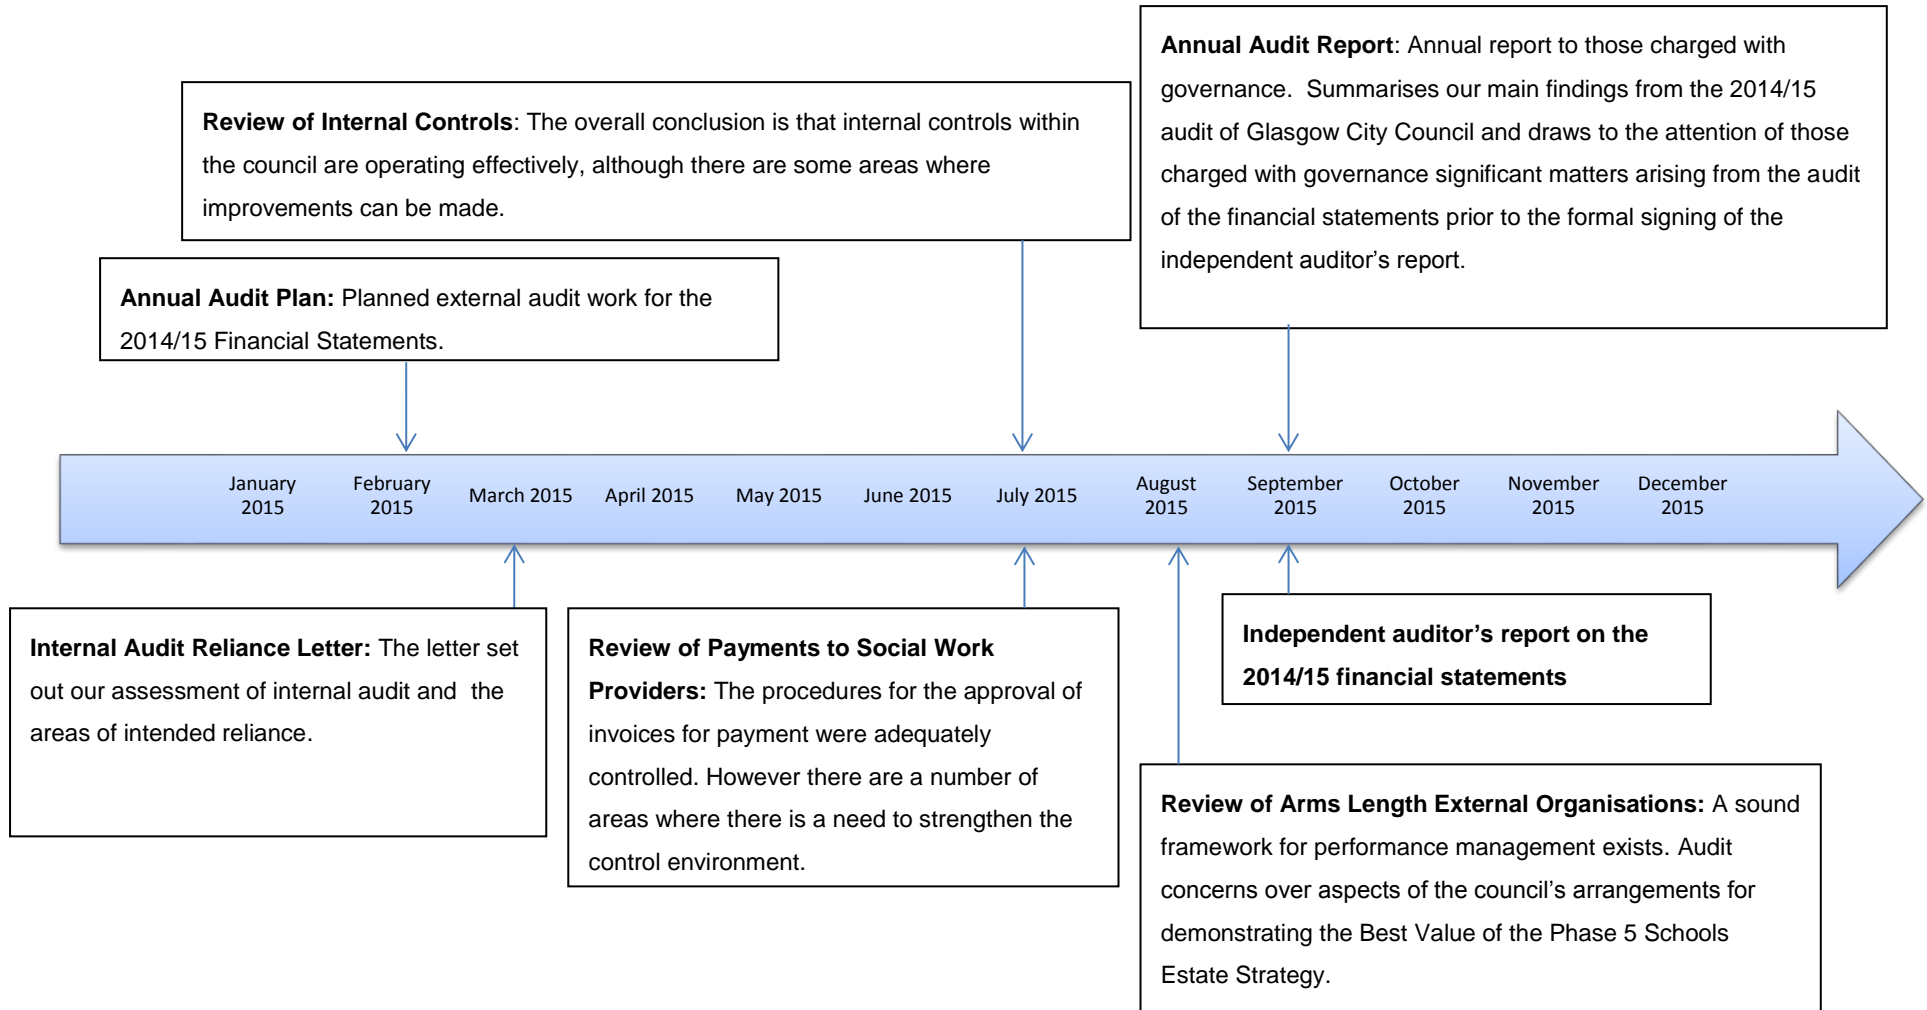 Annual Audit Report: Annual report to those charged with
governance.  Summarises our main findings from the 2014/15
audit of Glasgow City Council and draws to the attention of those
charged with governance significant matters arising from the audit
of the financial statements prior to the formal signing of the
independent auditor’s report.
Review of Internal Controls: The overall conclusion is that internal controls within
the council are operating effectively, although there are some areas where
improvements can be made.
Annual Audit Plan: Planned external audit work for the
2014/15 Financial Statements.
January
2015
February
2015
March 2015
April 2015
May 2015
June 2015
July 2015
August
2015
September
2015
October
2015
November
2015
December
2015
Internal Audit Reliance Letter: The letter set
out our assessment of internal audit and  the
areas of intended reliance.
Review of Payments to Social Work
Providers: The procedures for the approval of
invoices for payment were adequately
controlled. However there are a number of
areas where there is a need to strengthen the
control environment.
Independent auditor’s report on the
2014/15 financial statements
Review of Arms Length External Organisations: A sound
framework for performance management exists. Audit
concerns over aspects of the council’s arrangements for
demonstrating the Best Value of the Phase 5 Schools
Estate Strategy.